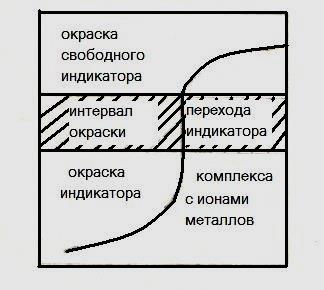 окраска
свободного
индикатора
интервал перехода
окраски индикатора
окраска комплекса
индикатора с ионами
металлов